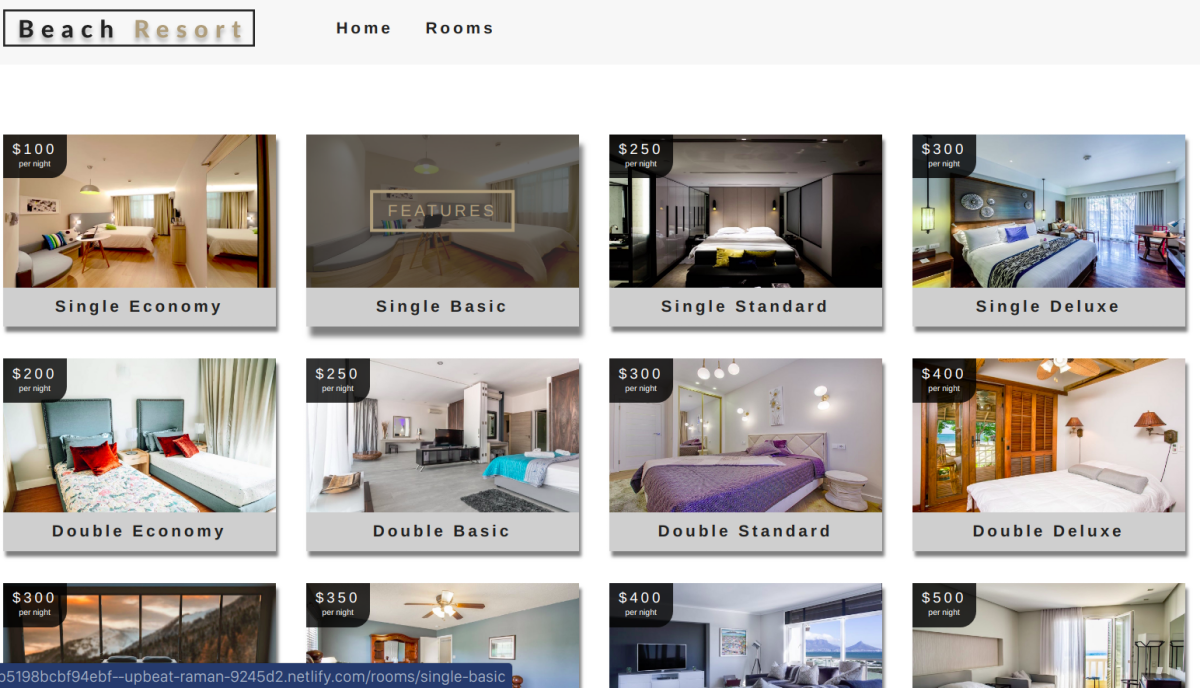 Beach Resort
Home Rooms
$100
per night
Single Economy
FEATURES
Single Basic
$250
per night
Single Standard
$300
per night
Single Deluxe
$200
per night
Double Economy
$250
per night
Double Basic
$300
per night
Double Standard
$400
per night
Double Deluxe
$300
per night
$350
per night
$400
per night
$500
per night
b5198bcbf94ebf--upbeat-raman-9245d2.netlify.com/rooms/single-basic